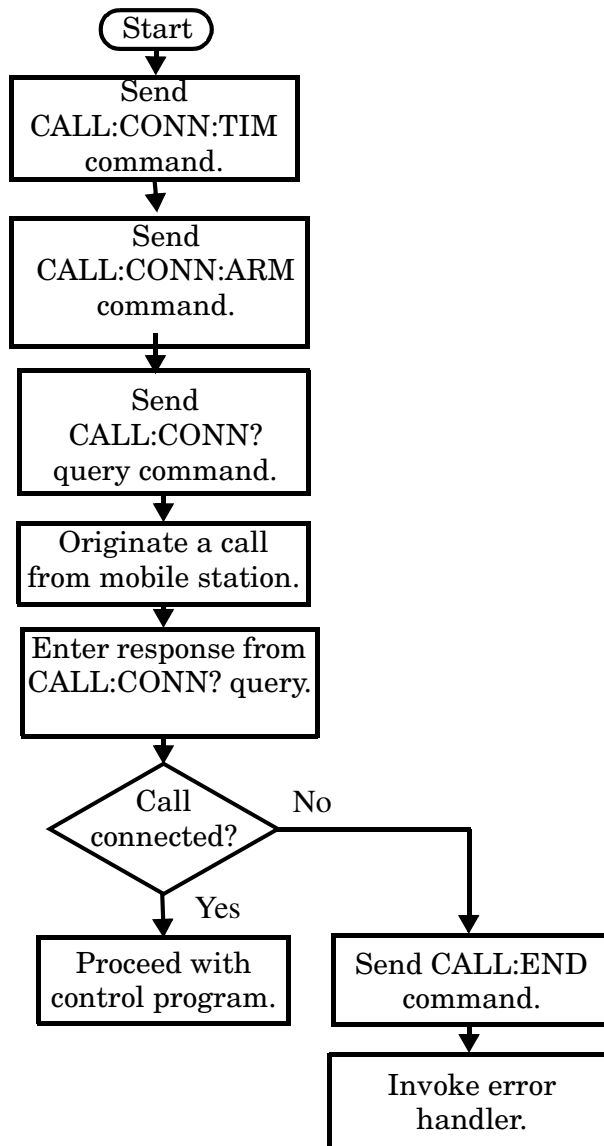 Start
Send
CALL:CONN:TIM
command.
Send
CALL:CONN:ARM
command.
Send
CALL:CONN?
query command.
Originate a call
from mobile station.
Enter response from
CALL:CONN? query.
Call
connected?
No
Yes
Proceed with
control program.
Send CALL:END
command.
Invoke error
handler.